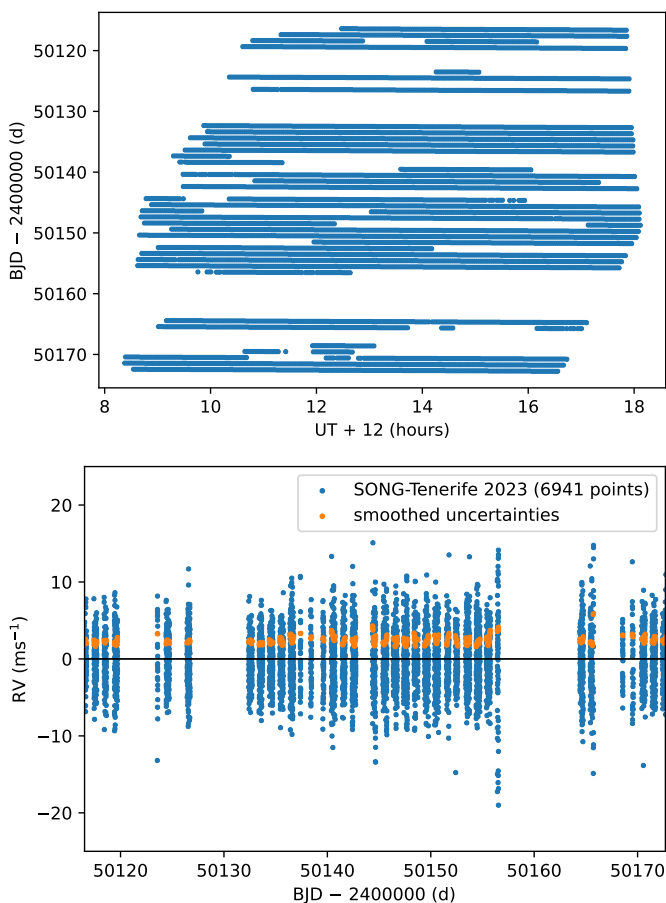 50120
50130
50140
50150
50160
50170
BJD − 2400000 (d)
8 10 12 14 16 18
UT + 12 (hours)
20
10
0
−10
−20
RV (ms⁻¹)
SONG-Tenerife 2023 (6941 points)
smoothed uncertainties
50120 50130 50140 50150 50160 50170
BJD − 2400000 (d)